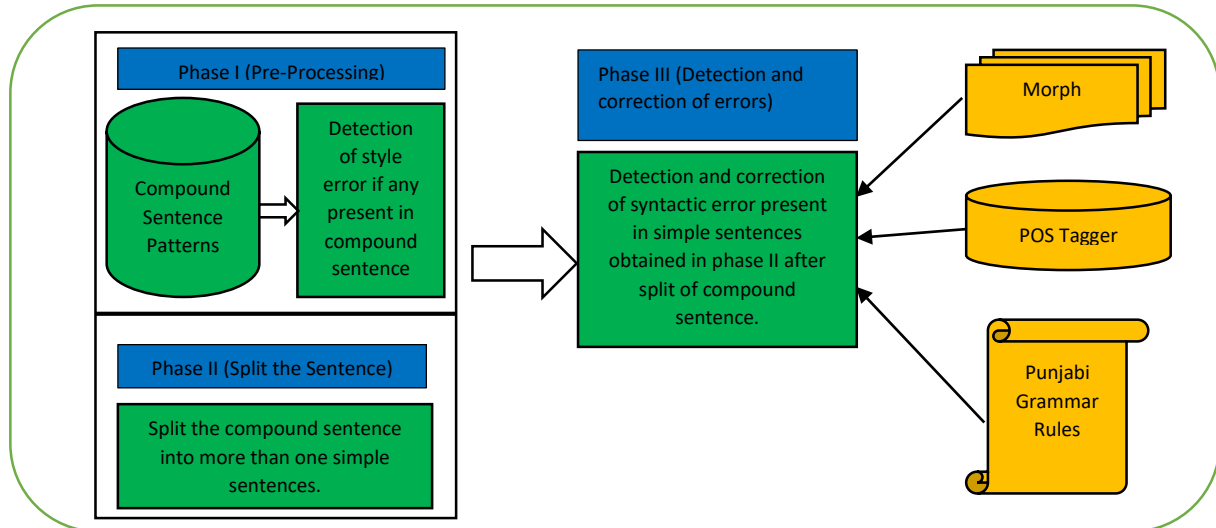 Phase I (Pre-Processing)
Compound
Sentence
Patterns
Detection
of style
error if any
present in
compound
sentence
Phase II (Split the Sentence)
Split the compound sentence
into more than one simple
sentences.
Phase III (Detection and
correction of errors)
Detection and correction
of syntactic error present
in simple sentences
obtained in phase II after
split of compound
sentence.
Morph
POS Tagger
Punjabi
Grammar
Rules